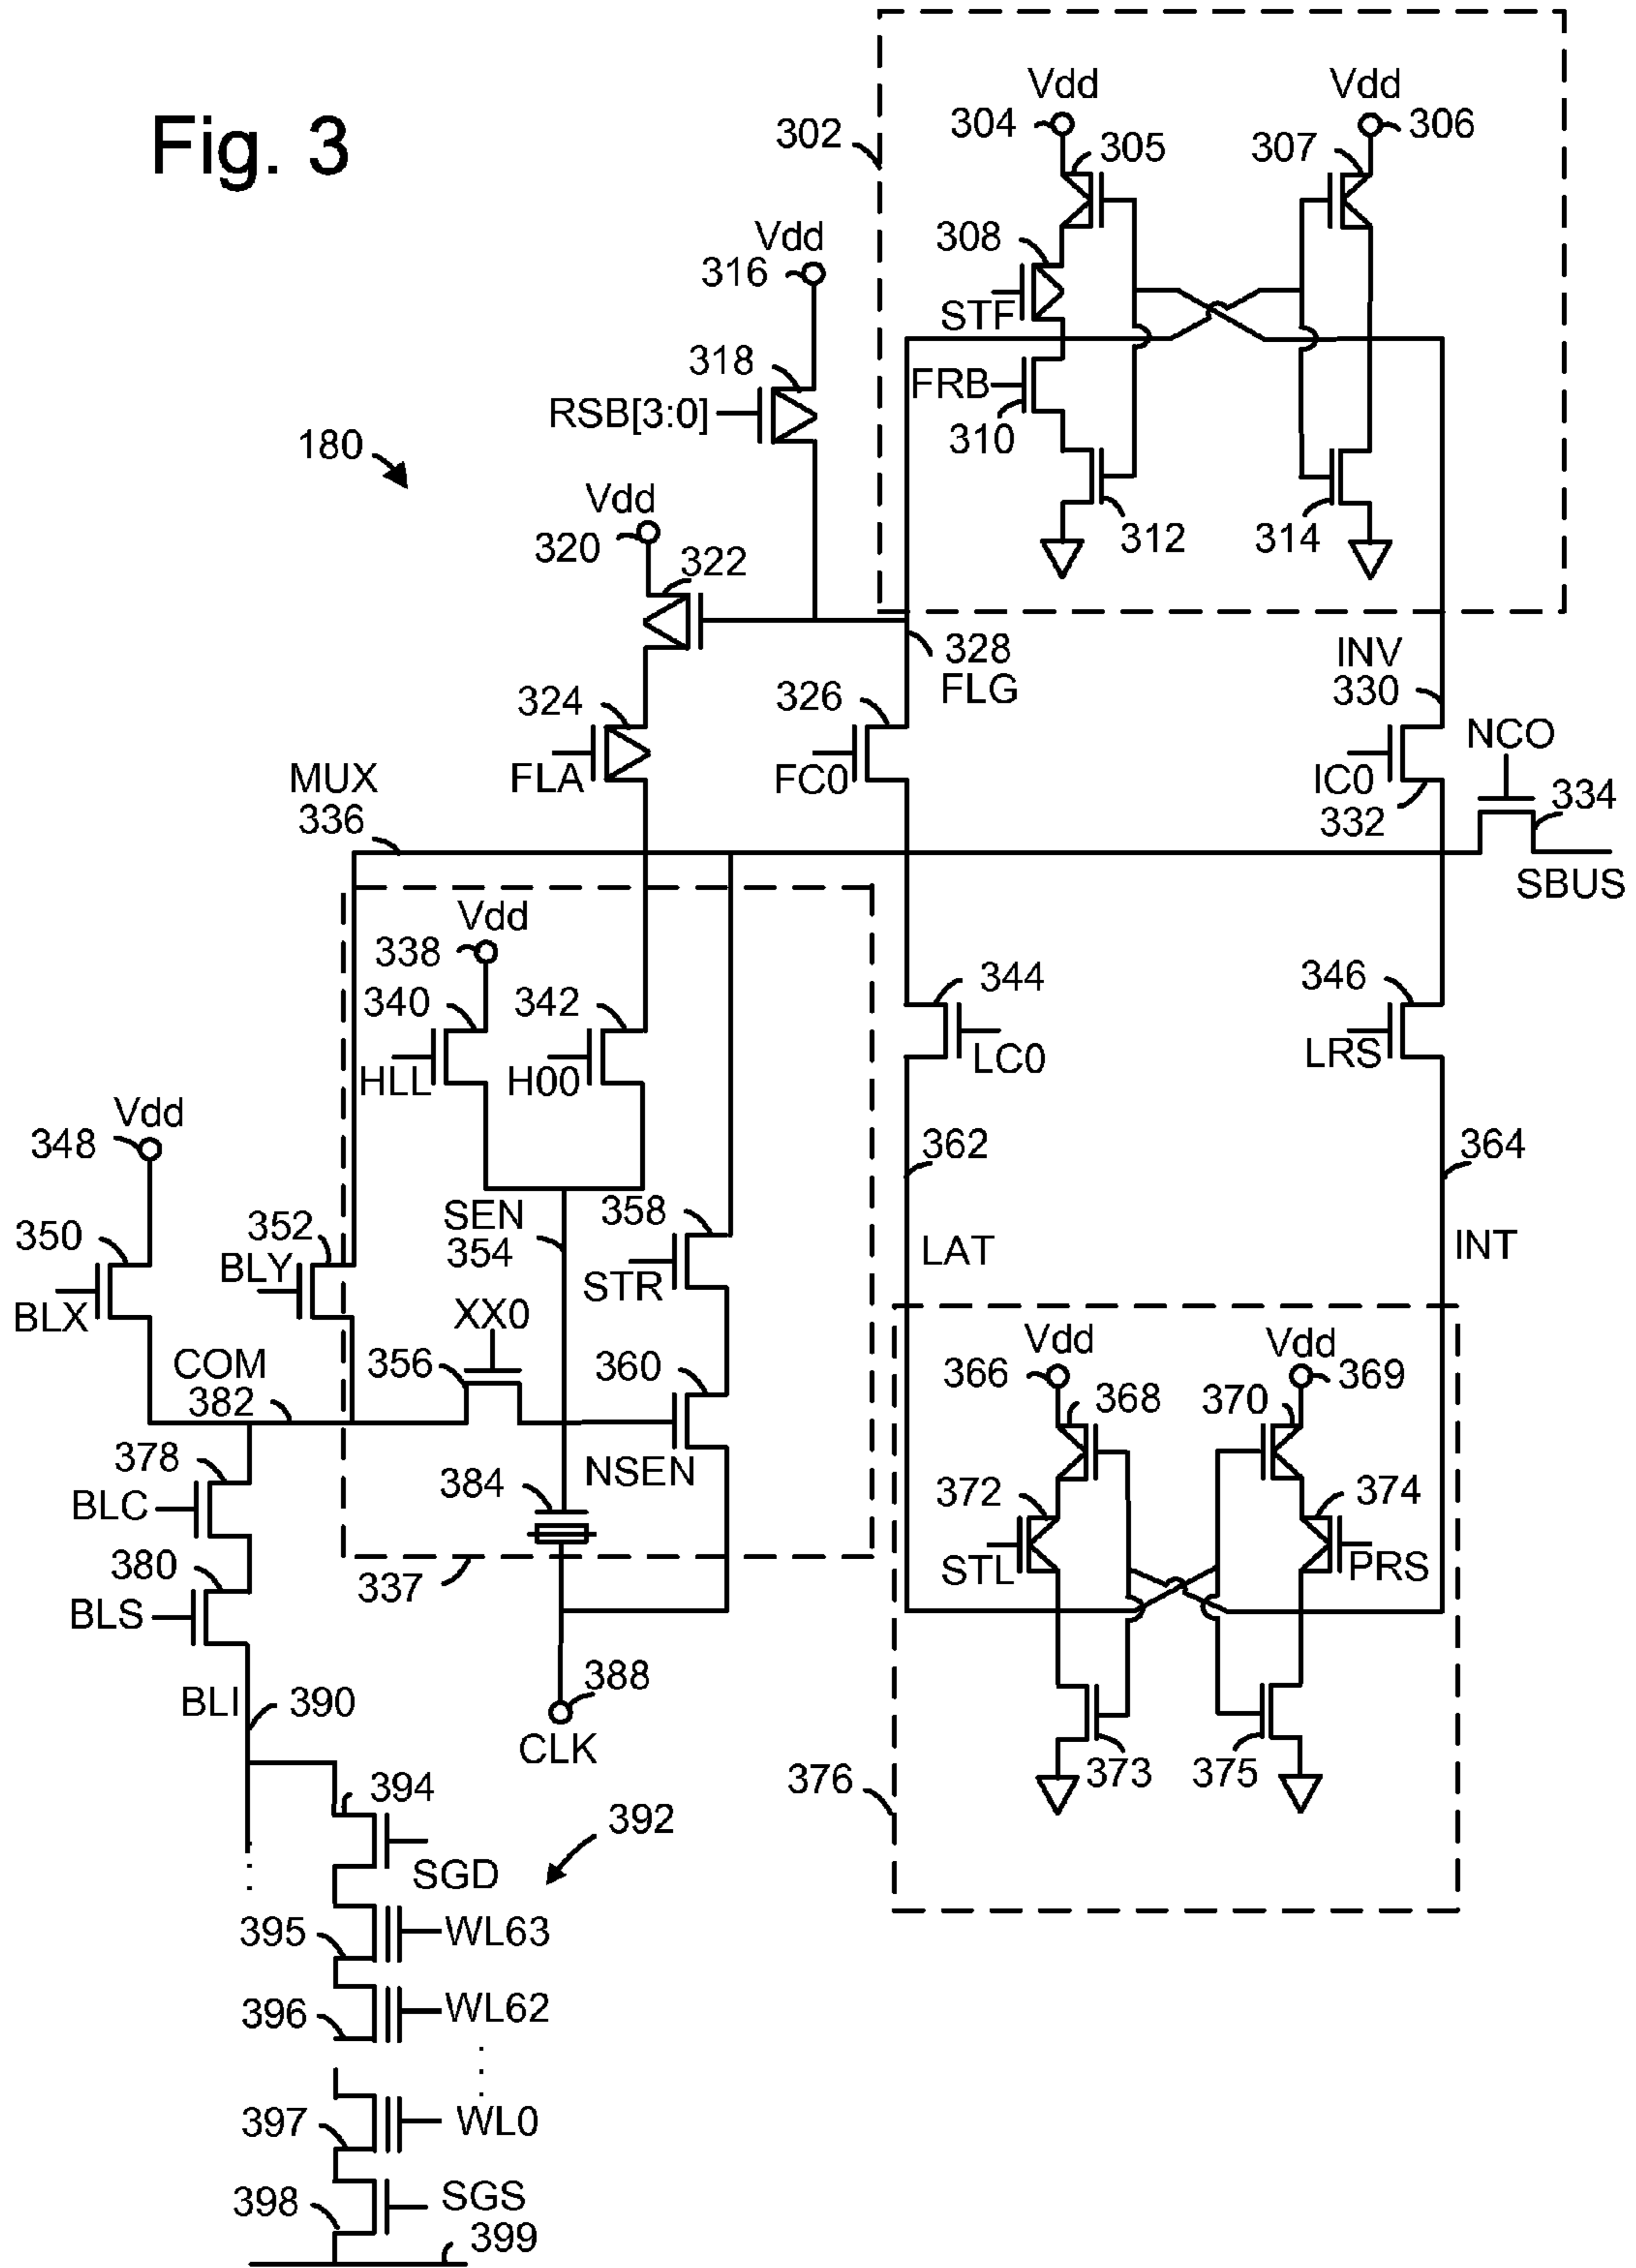 Fig. 3
180
302
Vdd
304
305
Vdd
306
307
308
STF
FRB
310
312
314
Vdd
316
318
RSB[3:0]
Vdd
320
322
324
FLA
326
FC0
328
FLG
INV
330
IC0
332
NCO
334
SBUS
MUX
336
Vdd
338
340
HLL
342
H00
344
LC0
346
LRS
Vdd
348
350
BLX
352
BLY
SEN
354
358
STR
362
LAT
364
INT
XX0
356
COM
382
360
NSEN
384
337
378
BLC
380
BLS
BLI
390
388
CLK
Vdd
366
368
Vdd
369
370
372
STL
374
PRS
373
375
376
392
394
SGD
395
WL63
396
WL62
397
WL0
398
SGS
399